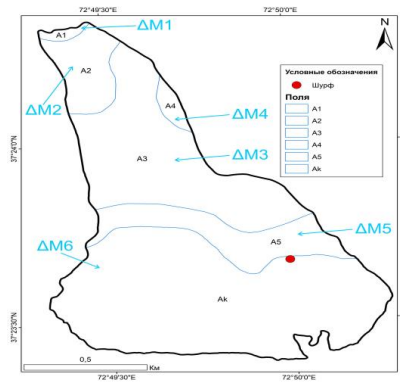 72°49'30"E
72°50'0"E
N
ΔM1
A1
A2
ΔM2
A4
ΔM4
A3
ΔM3
Условные обозначения
Шурф
Поля
A1
A2
A3
A4
A5
Ak
37°24'0"N
ΔM5
ΔM6
A5
Ak
37°23'30"N
0,5
Км
72°49'30"E
72°50'0"E